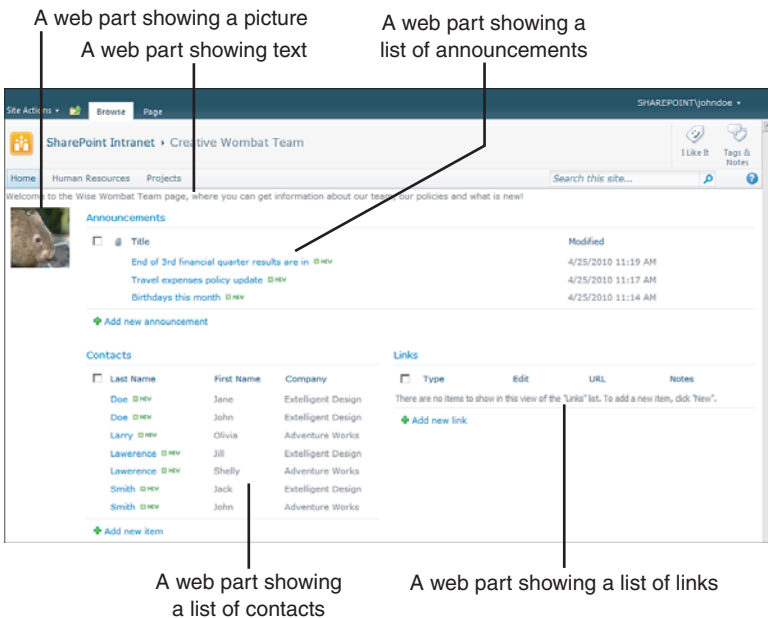 A web part showing a picture
A web part showing text
A web part showing a
list of announcements
SHAREPOINT\johndoe
Site Actions Browse Page
SharePoint Intranet Creative Wombat Team
I Like It Tags &
Notes
Home Human Resources Projects Search this site...
Welcome to the Wise Wombat Team page, where you can get information about our team, our policies and what is new!
Announcements
Title Modified
End of 3rd financial quarter results are in NEW 4/25/2010 11:19 AM
Travel expenses policy update NEW 4/25/2010 11:17 AM
Birthdays this month NEW 4/25/2010 11:14 AM
Add new announcement
Contacts Links
Last Name First Name Company Type Edit URL Notes
Doe NEW Jane Extelligent Design There are no items to show in this view of the "Links" list. To add a new item, click "New".
Doe NEW John Extelligent Design Add new link
Larry NEW Olivia Adventure Works
Lawerence NEW Jill Extelligent Design
Lawerence NEW Shelly Adventure Works
Smith NEW Jack Extelligent Design
Smith NEW John Adventure Works
Add new item
A web part showing
a list of contacts
A web part showing a list of links